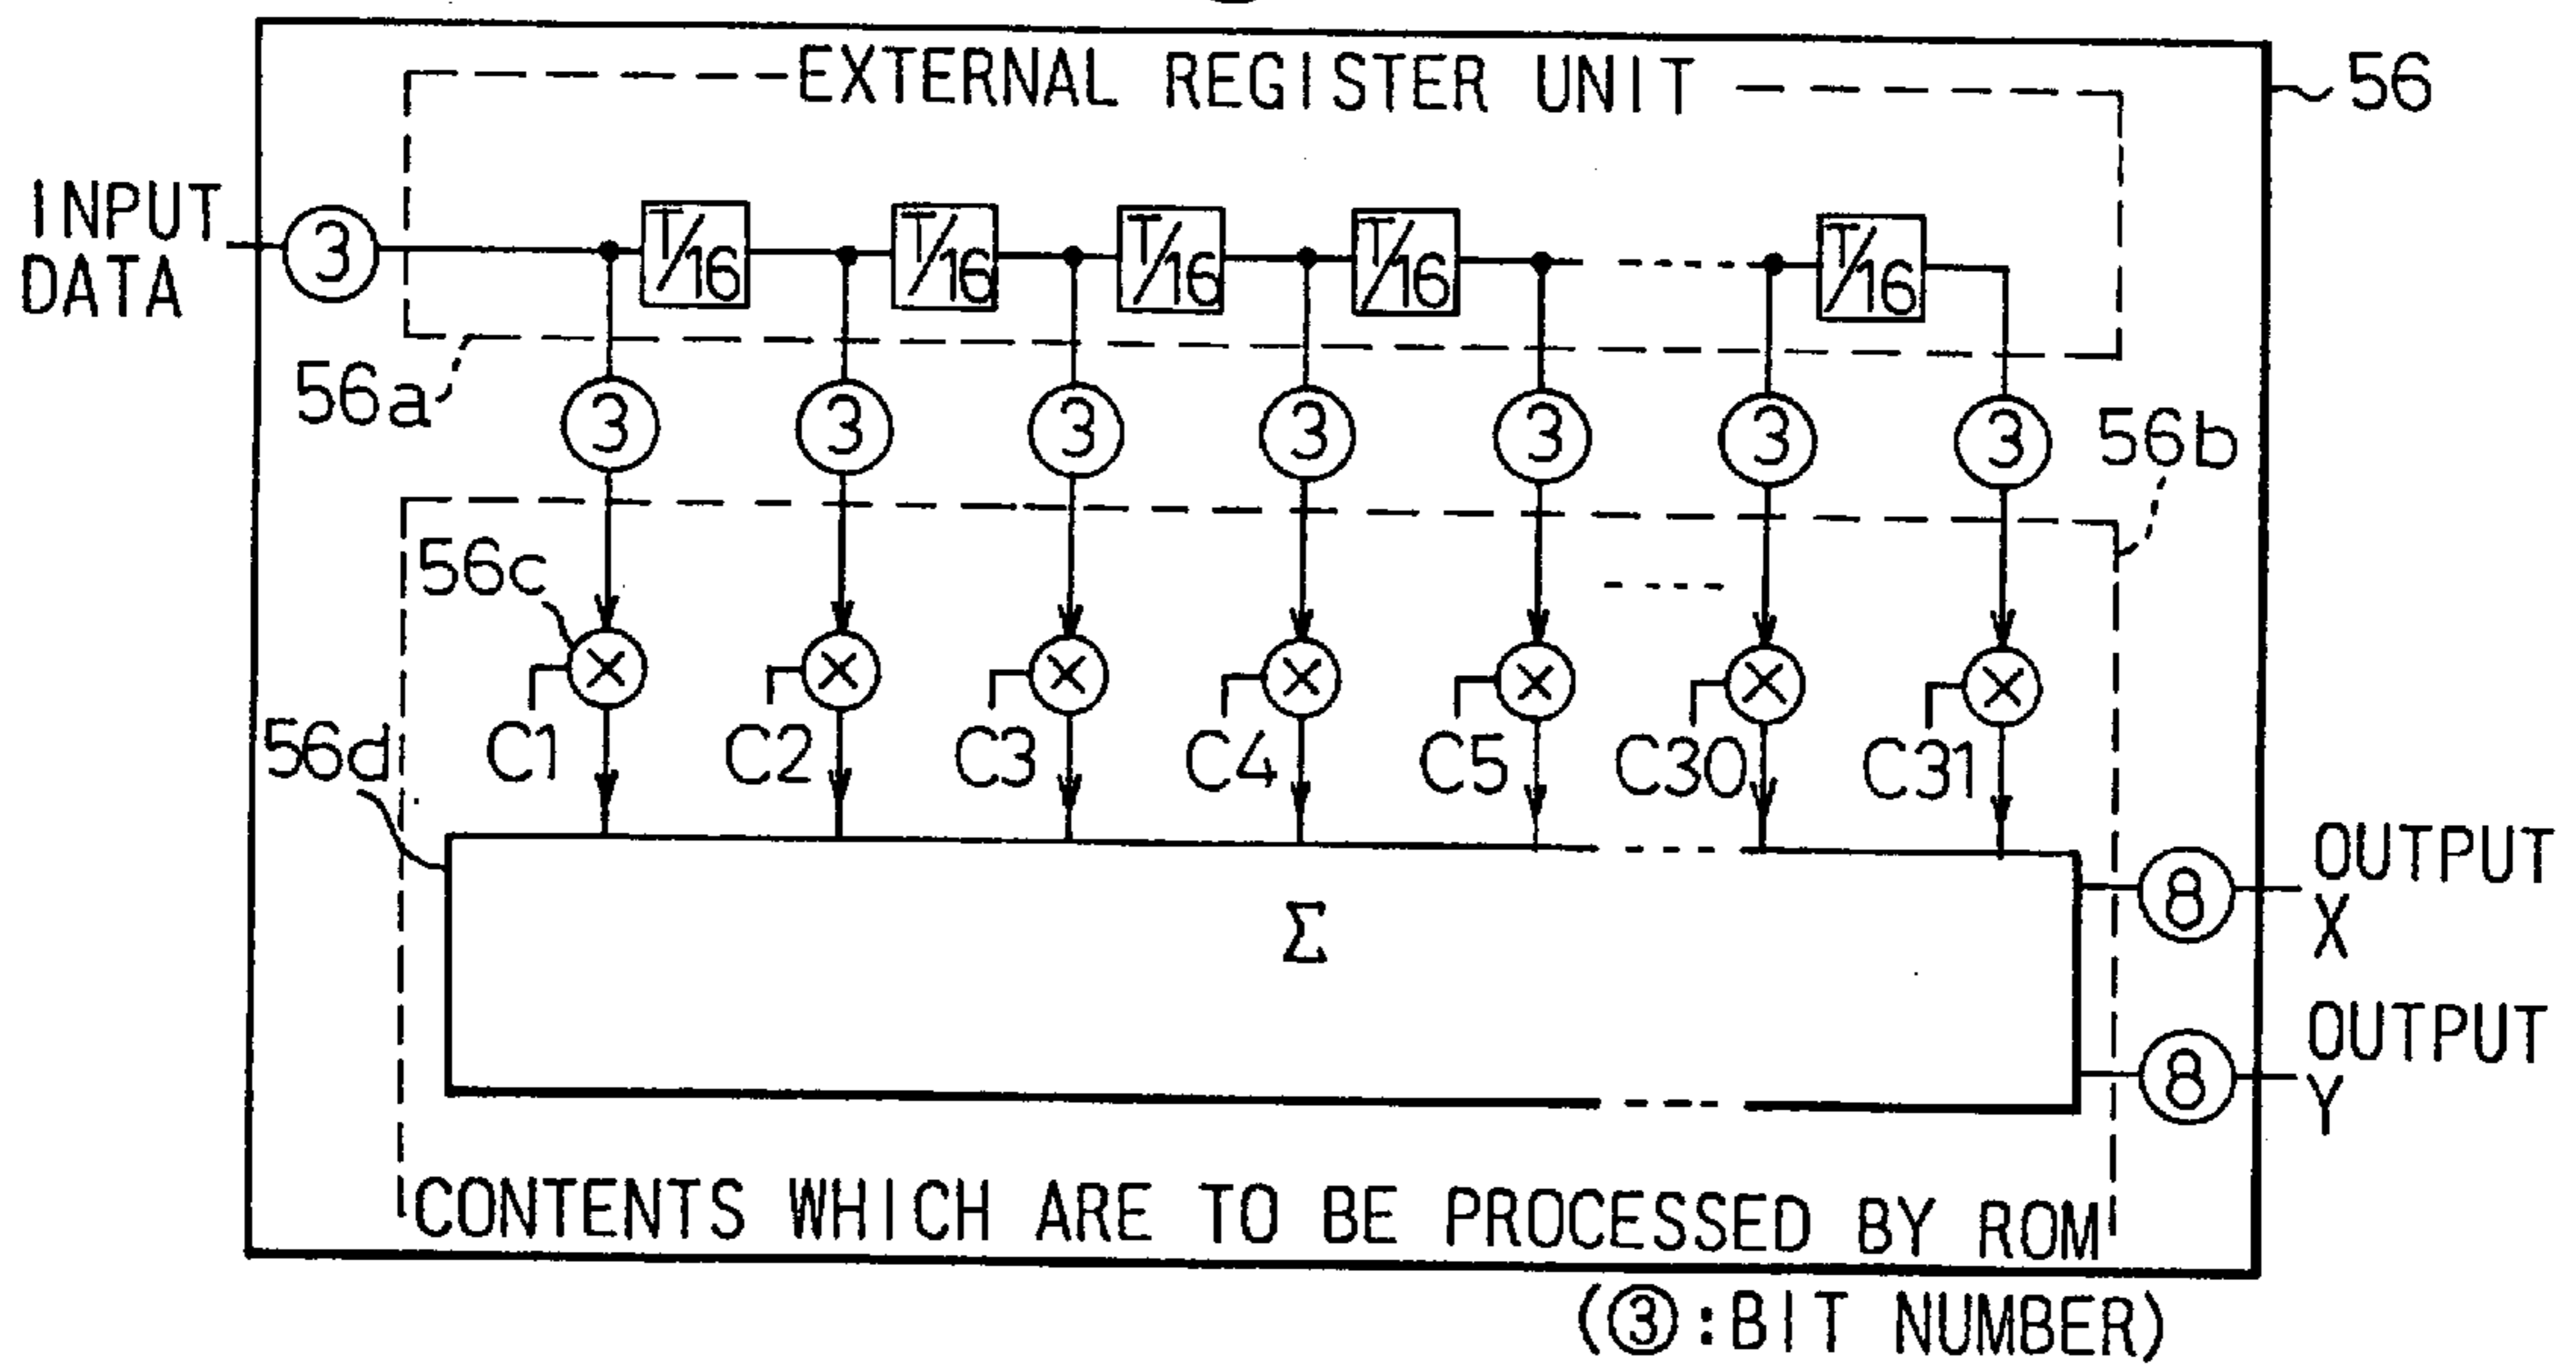 EXTERNAL REGISTER UNIT
56
INPUT
DATA
3
T/16
T/16
T/16
T/16
T/16
56a
3
3
3
3
3
3
3
56b
56c
C1
C2
C3
C4
C5
C30
C31
56d
Σ
8
OUTPUT
X
8
OUTPUT
Y
CONTENTS WHICH ARE TO BE PROCESSED BY ROM
(③:BIT NUMBER)